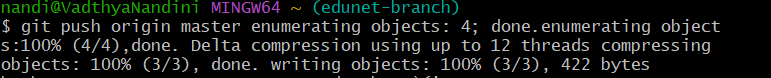 nandi@VadthyaNandini MINGW64 ~ (edunet-branch)
$ git push origin master enumerating objects: 4; done.enumerating object
s:100% (4/4),done. Delta compression using up to 12 threads compressing
objects: 100% (3/3), done. writing objects: 100% (3/3), 422 bytes